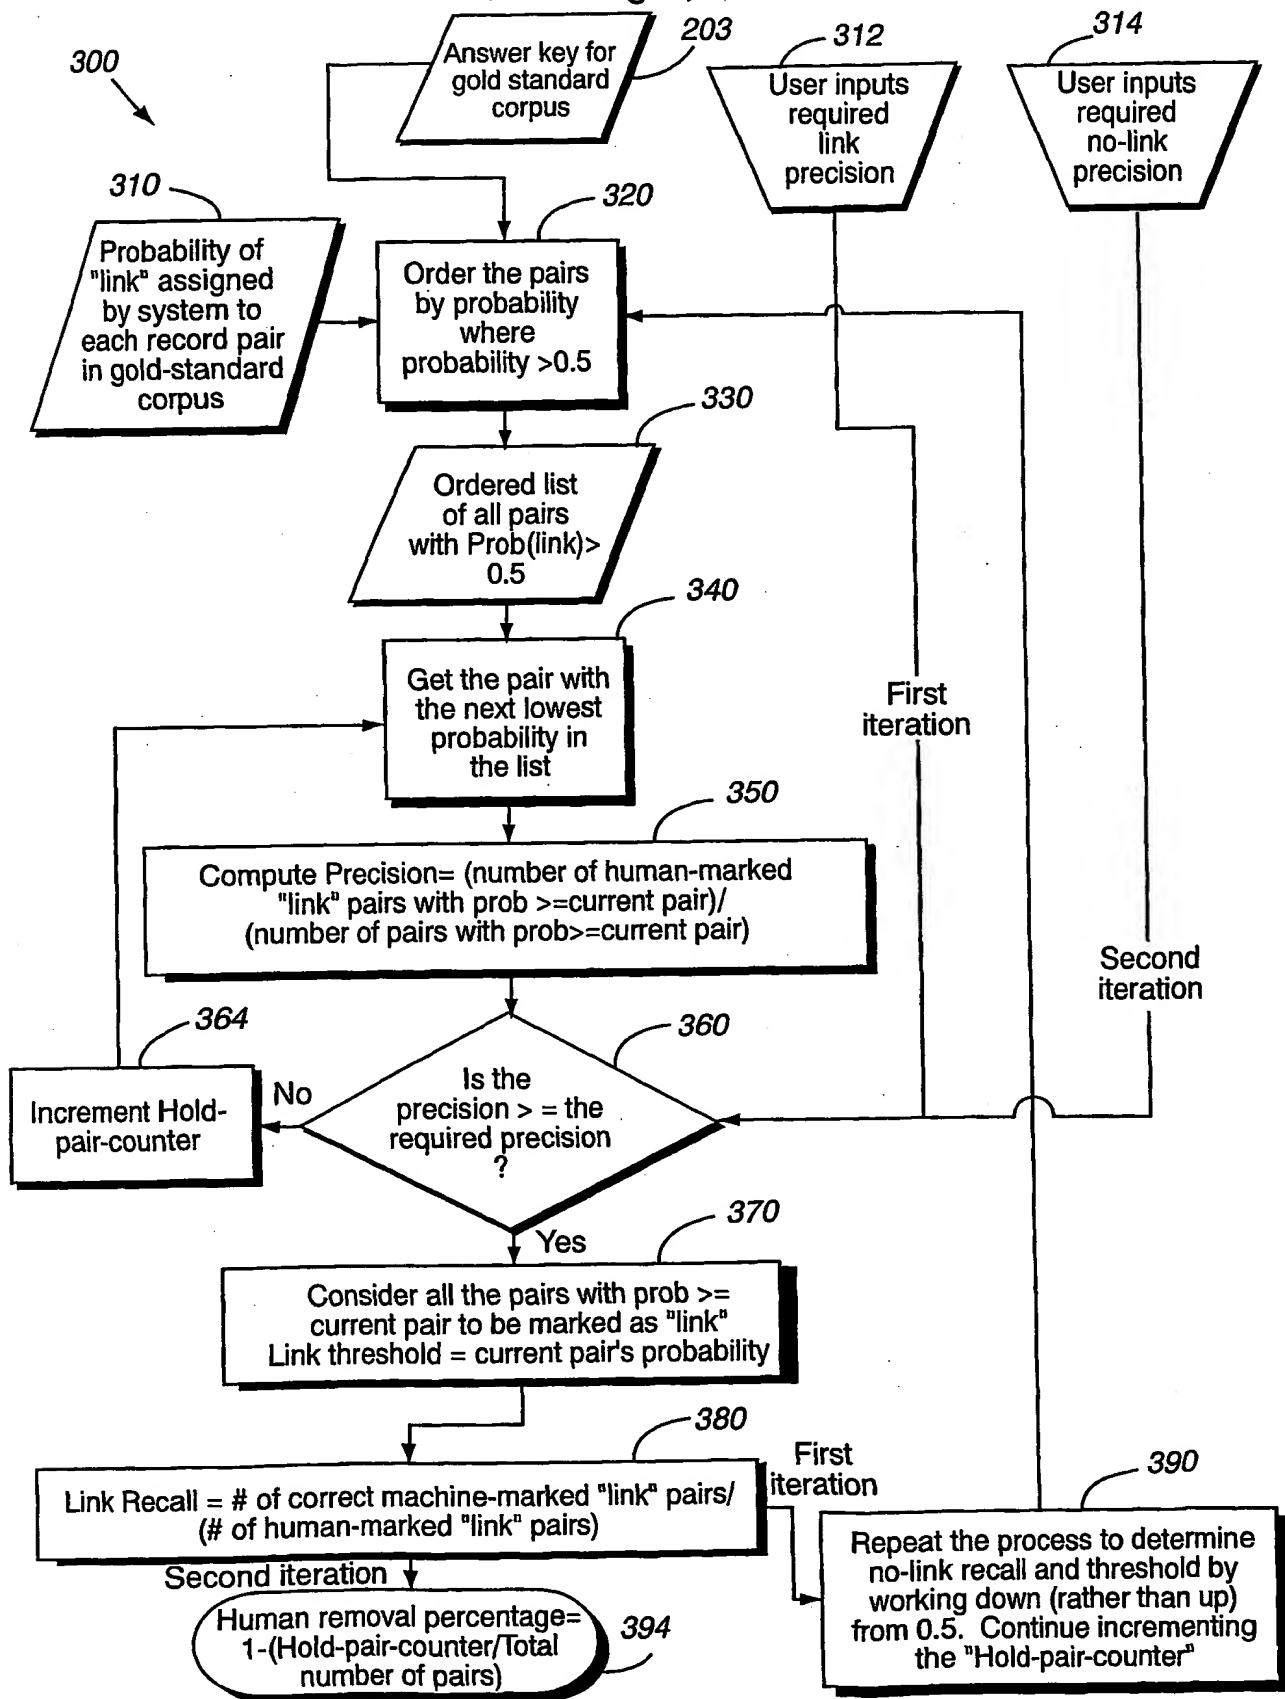 300
Answer key for
gold standard
corpus
203
312
User inputs
required
link
precision
314
User inputs
required
no-link
precision
310
Probability of
"link" assigned
by system to
each record pair
in gold-standard
corpus
320
Order the pairs
by probability
where
probability >0.5
330
Ordered list
of all pairs
with Prob(link)>
0.5
340
Get the pair with
the next lowest
probability in
the list
First
iteration
350
Compute Precision= (number of human-marked
"link" pairs with prob >=current pair)/
(number of pairs with prob>=current pair)
Second
iteration
364
Increment Hold-
pair-counter
No
360
Is the
precision > = the
required precision
?
Yes
370
Consider all the pairs with prob >=
current pair to be marked as "link"
Link threshold = current pair's probability
380
Link Recall = # of correct machine-marked "link" pairs/
(# of human-marked "link" pairs)
First
iteration
390
Repeat the process to determine
no-link recall and threshold by
working down (rather than up)
from 0.5. Continue incrementing
the "Hold-pair-counter"
Second iteration
Human removal percentage=
1-(Hold-pair-counter/Total
number of pairs)
394